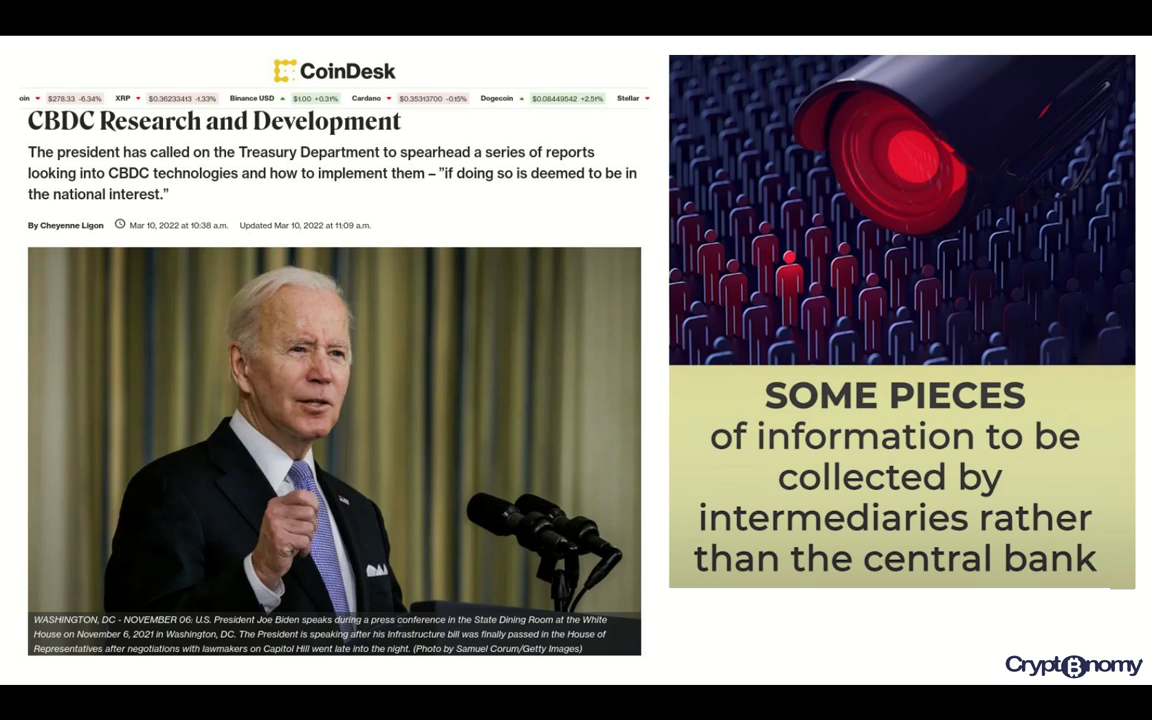 CoinDesk
oin $278.33 -6.34% XRP $0.36233413 -1.33% Binance USD $1.00 +0.31% Cardano $0.35313700 -0.15% Dogecoin $0.08449542 +2.51% Stellar
CBDC Research and Development
The president has called on the Treasury Department to spearhead a series of reports
looking into CBDC technologies and how to implement them – ”if doing so is deemed to be in
the national interest.”
By Cheyenne Ligon Mar 10, 2022 at 10:38 a.m. Updated Mar 10, 2022 at 11:09 a.m.
WASHINGTON, DC - NOVEMBER 06: U.S. President Joe Biden speaks during a press conference in the State Dining Room at the White
House on November 6, 2021 in Washington, DC. The President is speaking after his Infrastructure bill was finally passed in the House of
Representatives after negotiations with lawmakers on Capitol Hill went late into the night. (Photo by Samuel Corum/Getty Images)
SOME PIECES
of information to be
collected by
intermediaries rather
than the central bank
Crypt₿nomy